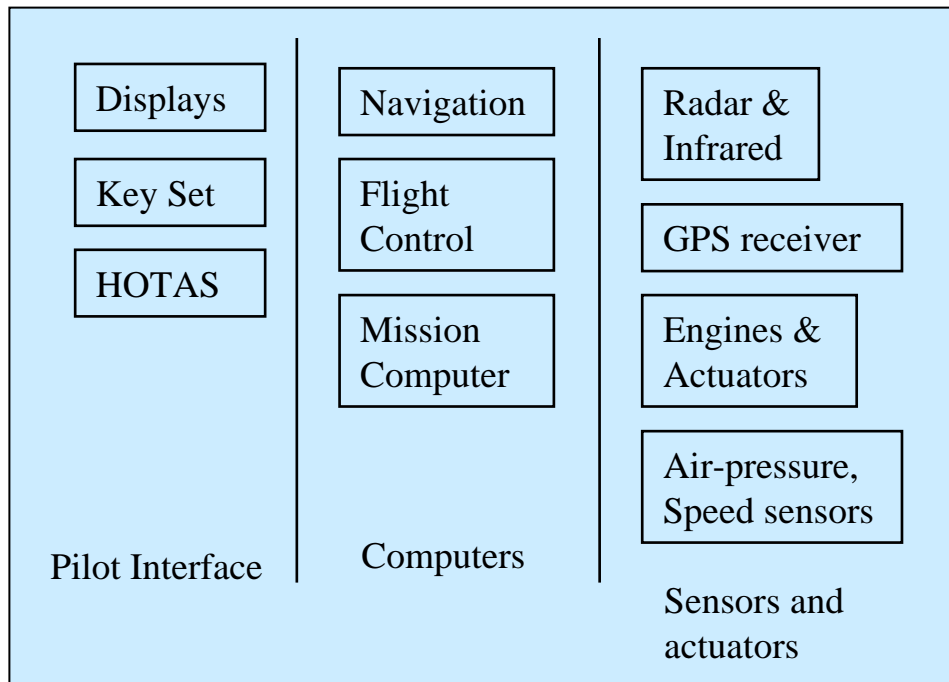 Displays
Key Set
HOTAS
Pilot Interface
Navigation
Flight
Control
Mission
Computer
Computers
Radar &
Infrared
GPS receiver
Engines &
Actuators
Air-pressure,
Speed sensors
Sensors and
actuators